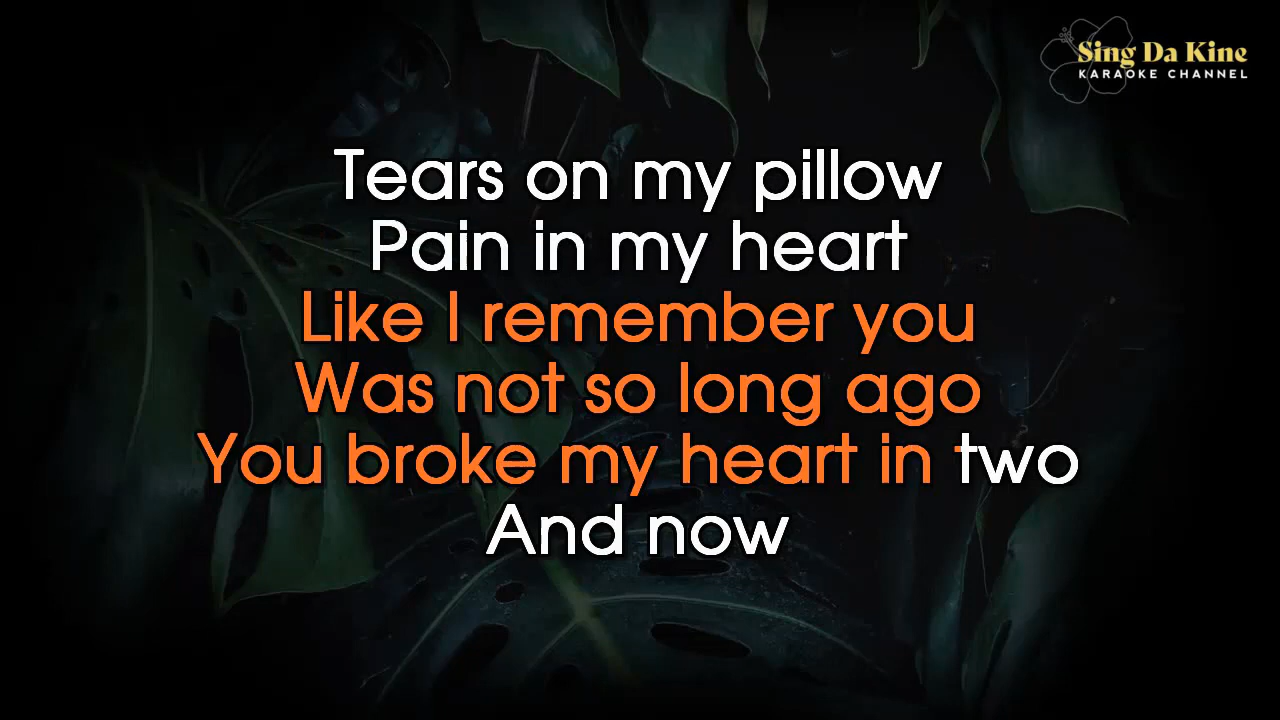 Sing Da Kine
KARAOKE CHANNEL
Tears on my pillow
Pain in my heart
Like I remember you
Was not so long ago
You broke my heart in two
And now